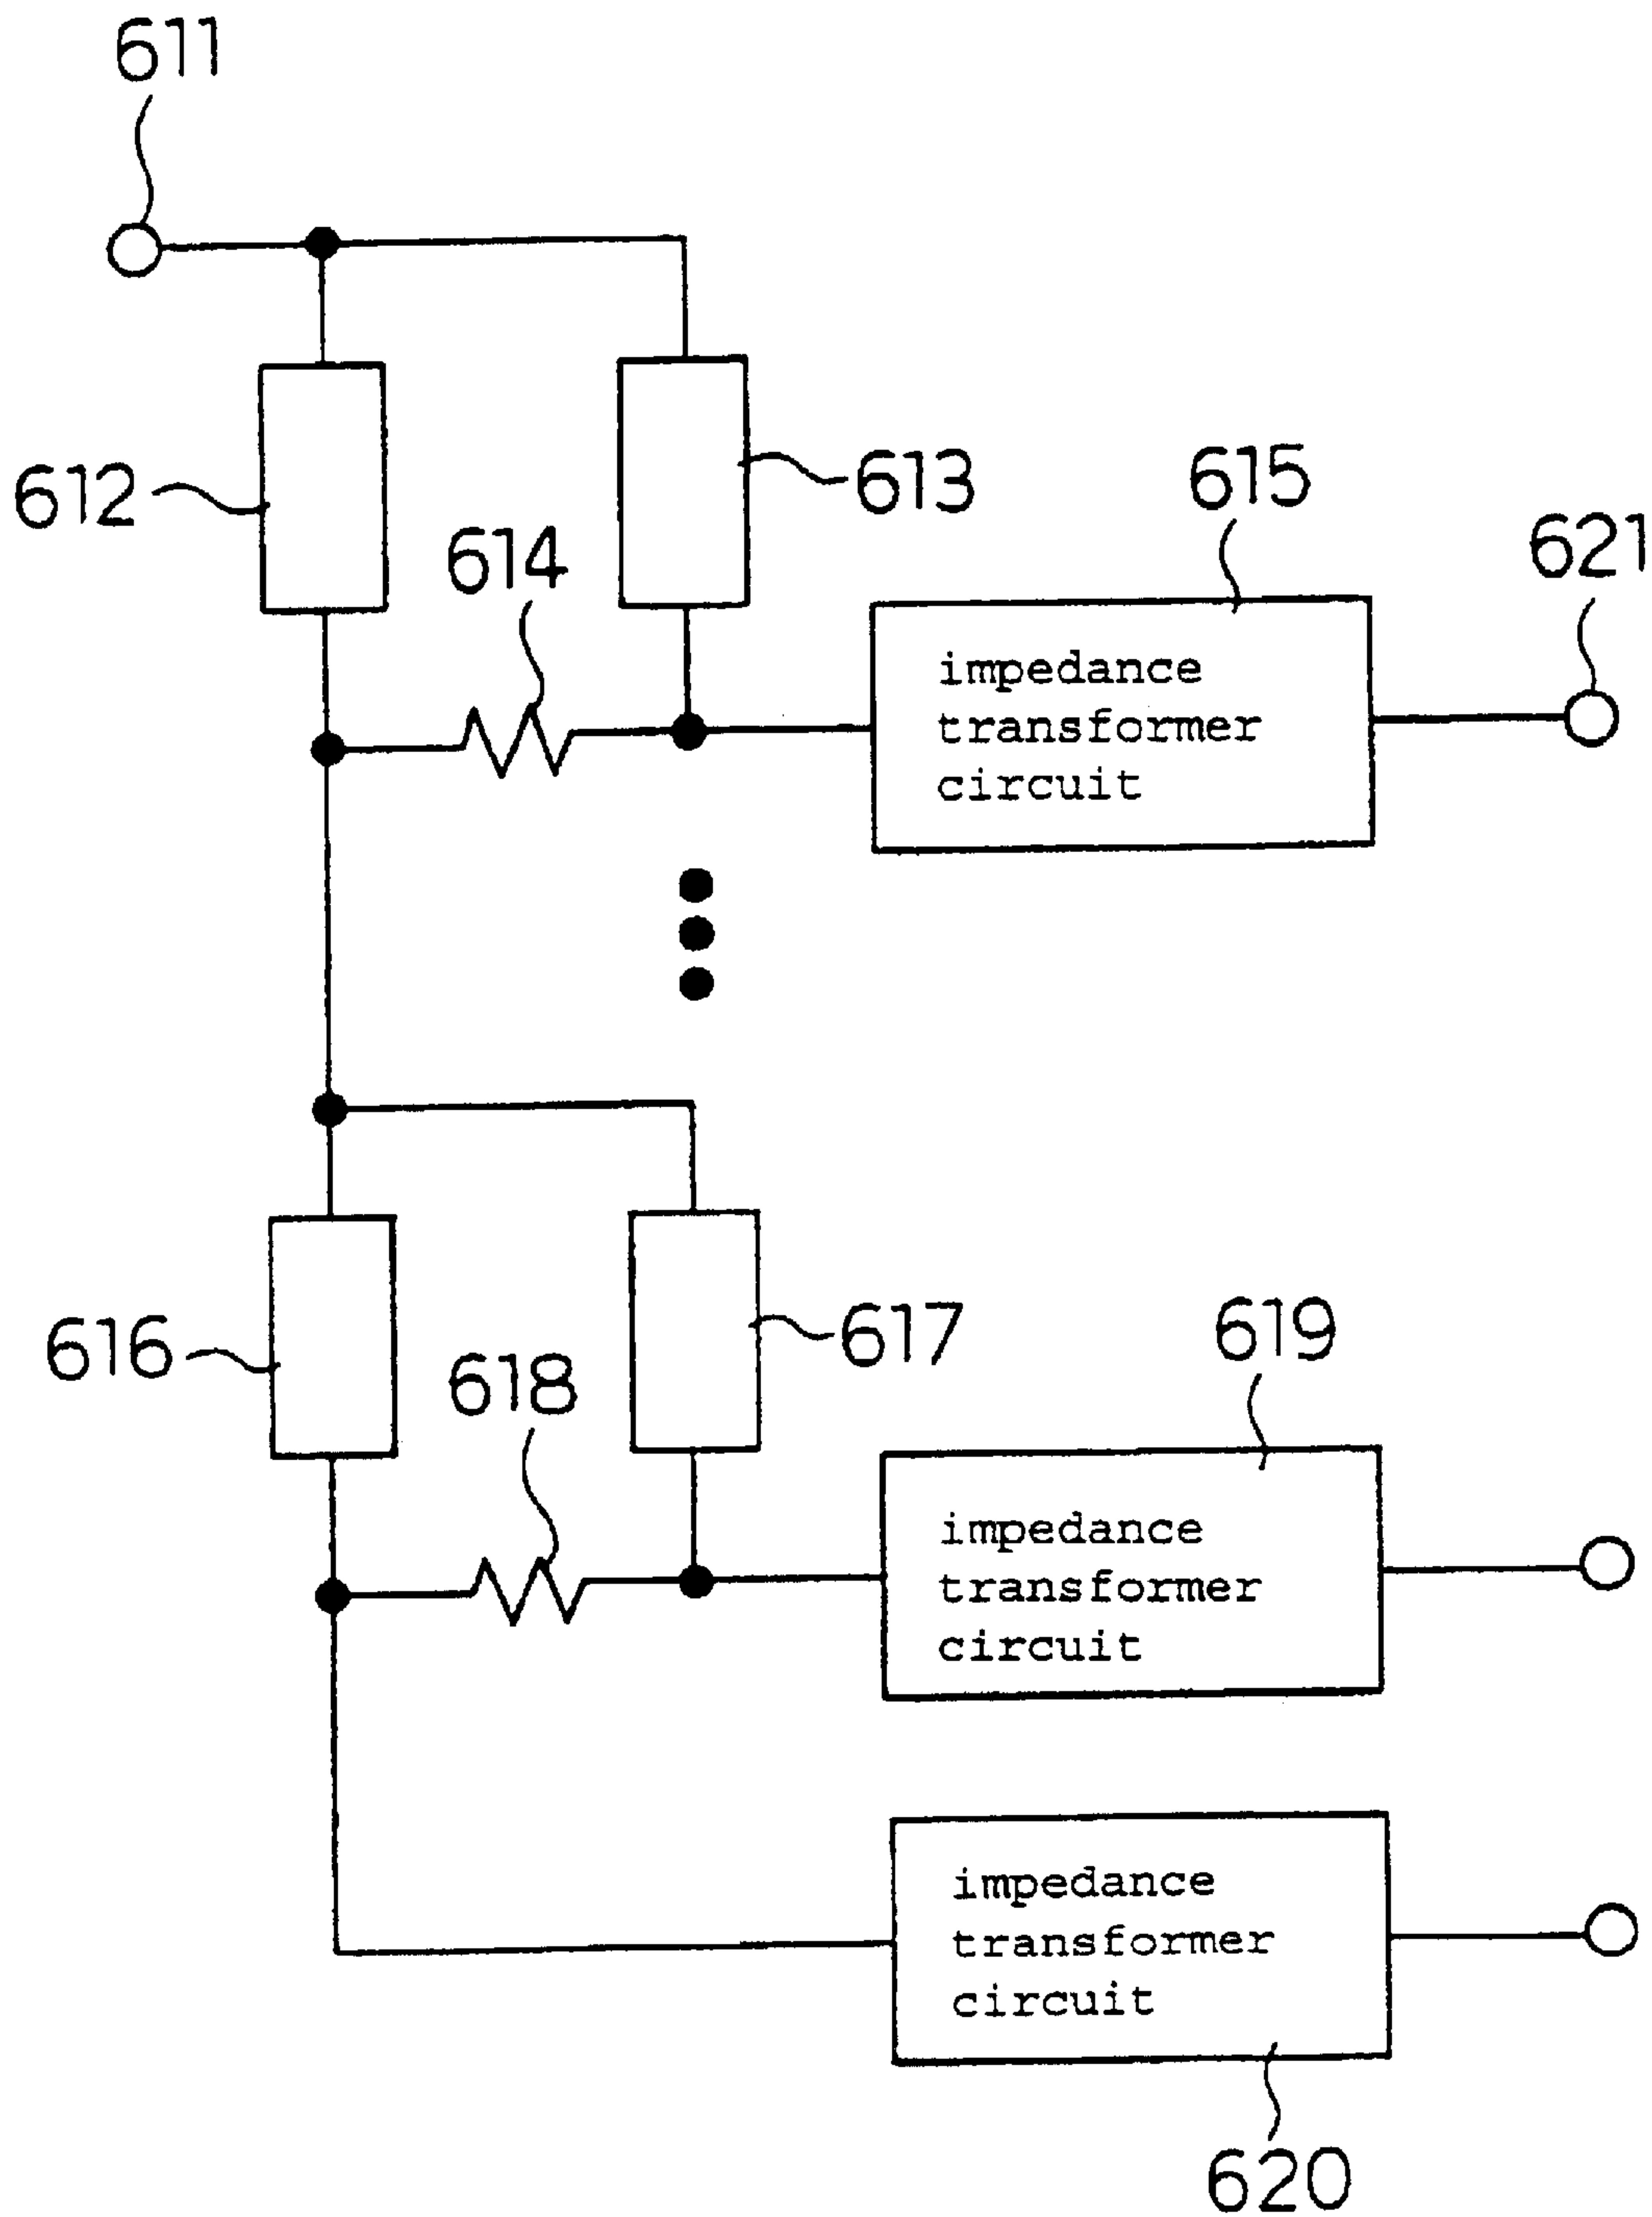 611
612
613
614
615
621
impedance
transformer
circuit
616
617
618
619
impedance
transformer
circuit
impedance
transformer
circuit
620